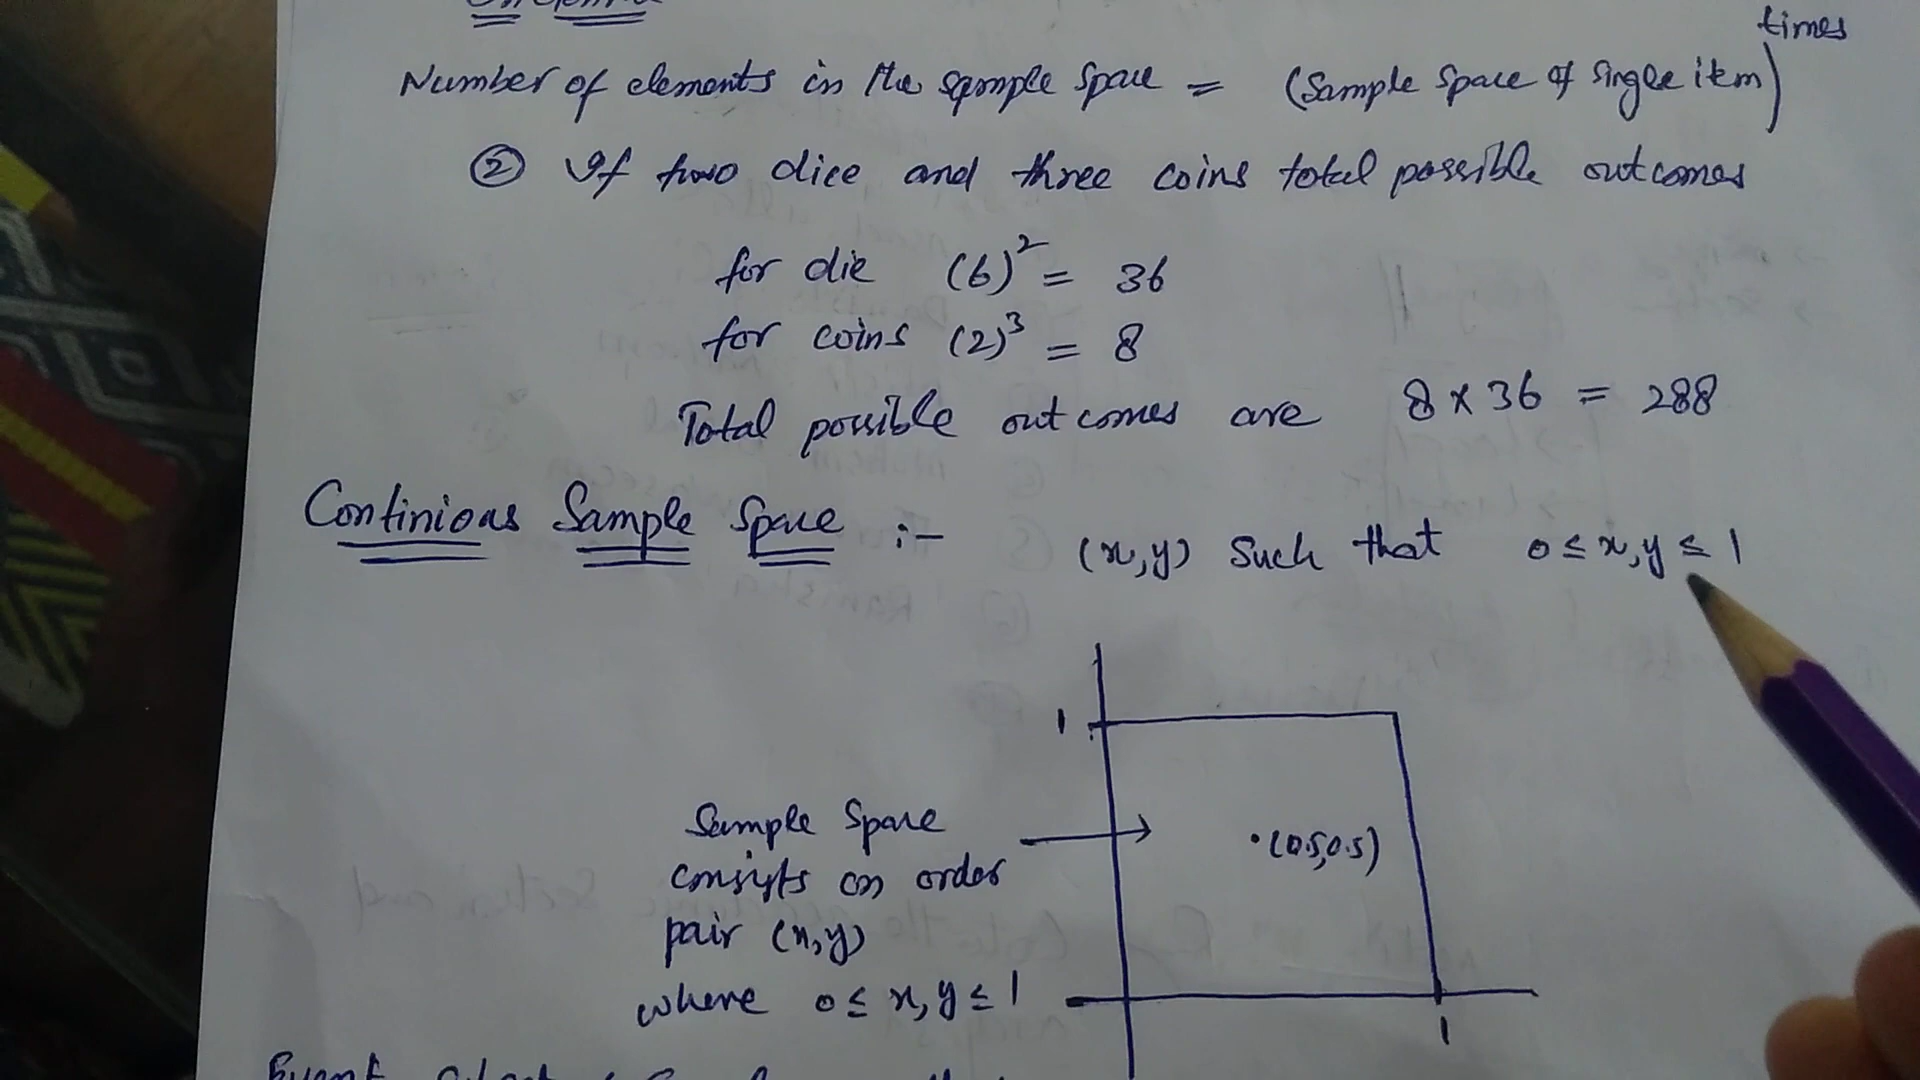 times
Number of elements in the sample space = (Sample Space of Single item)
② If two dice and three coins total possible outcomes
for die (6)² = 36
for coins (2)³ = 8
Total possible outcomes are 8 × 36 = 288
Continious Sample Space :- (x,y) Such that 0 ≤ x,y ≤ 1
1
Sample Space
consists on order
pair (x,y)
where 0 ≤ x, y ≤ 1
.(0.5,0.5)
1